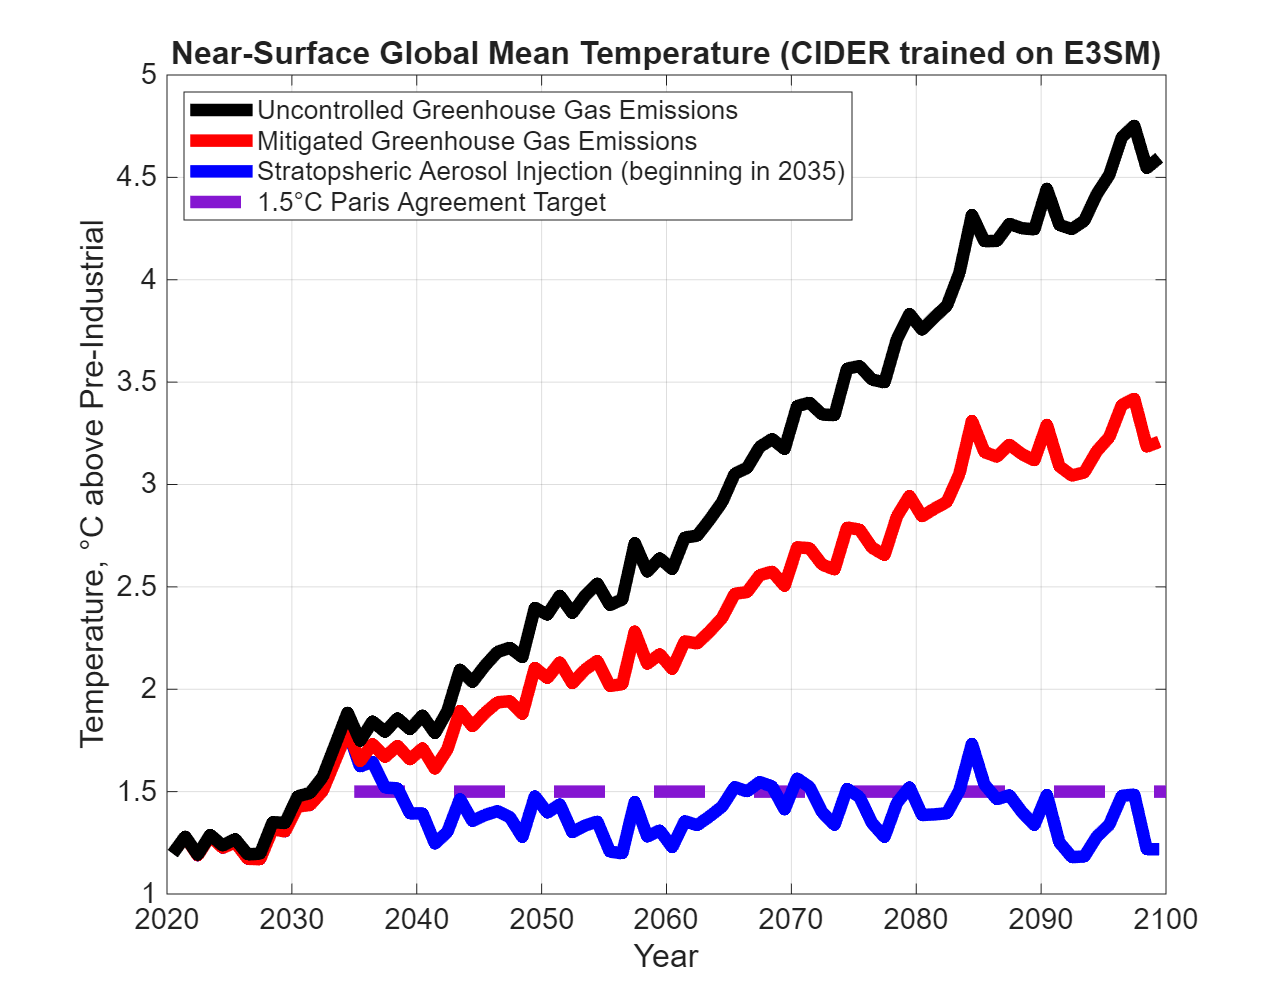 Near-Surface Global Mean Temperature (CIDER trained on E3SM)
Uncontrolled Greenhouse Gas Emissions
Mitigated Greenhouse Gas Emissions
Stratopsheric Aerosol Injection (beginning in 2035)
1.5°C Paris Agreement Target
Temperature, °C above Pre-Industrial
5
4.5
4
3.5
3
2.5
2
1.5
1
2020 2030 2040 2050 2060 2070 2080 2090 2100
Year